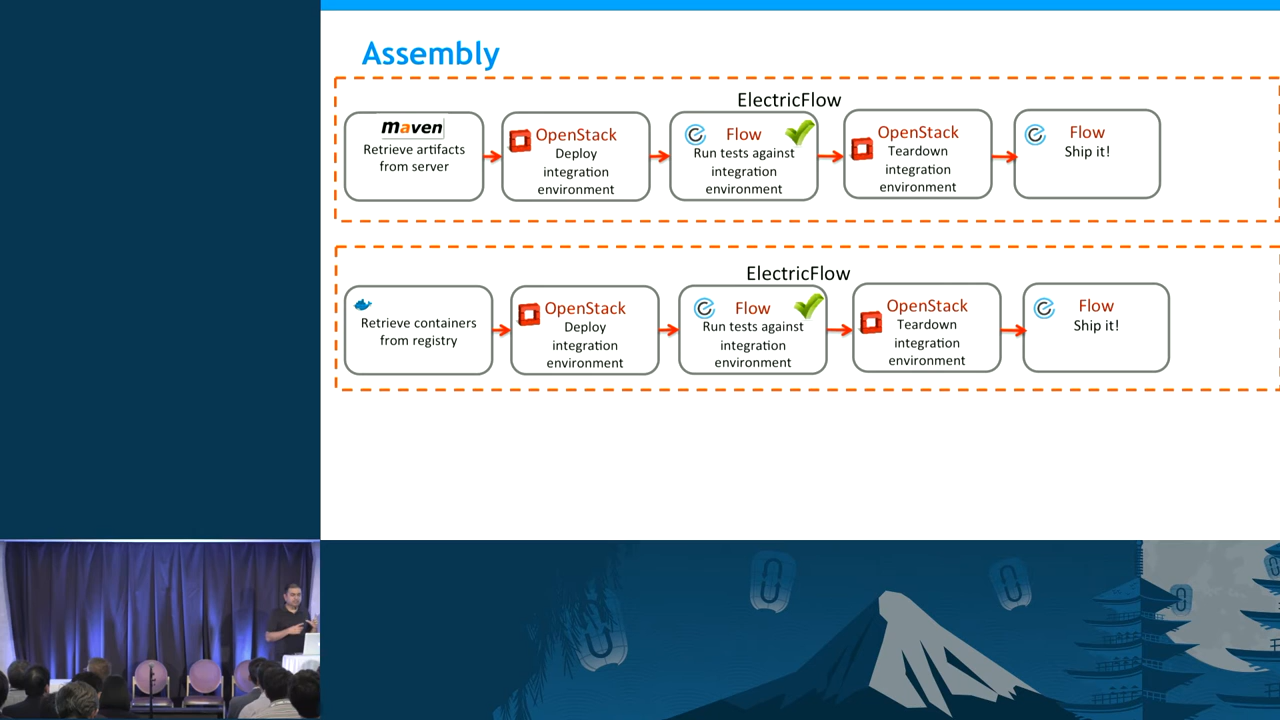 Assembly
ElectricFlow
maven
Retrieve artifacts
from server
OpenStack
Deploy
integration
environment
Flow
Run tests against
integration
environment
OpenStack
Teardown
integration
environment
Flow
Ship it!
ElectricFlow
Retrieve containers
from registry
OpenStack
Deploy
integration
environment
Flow
Run tests against
integration
environment
OpenStack
Teardown
integration
environment
Flow
Ship it!